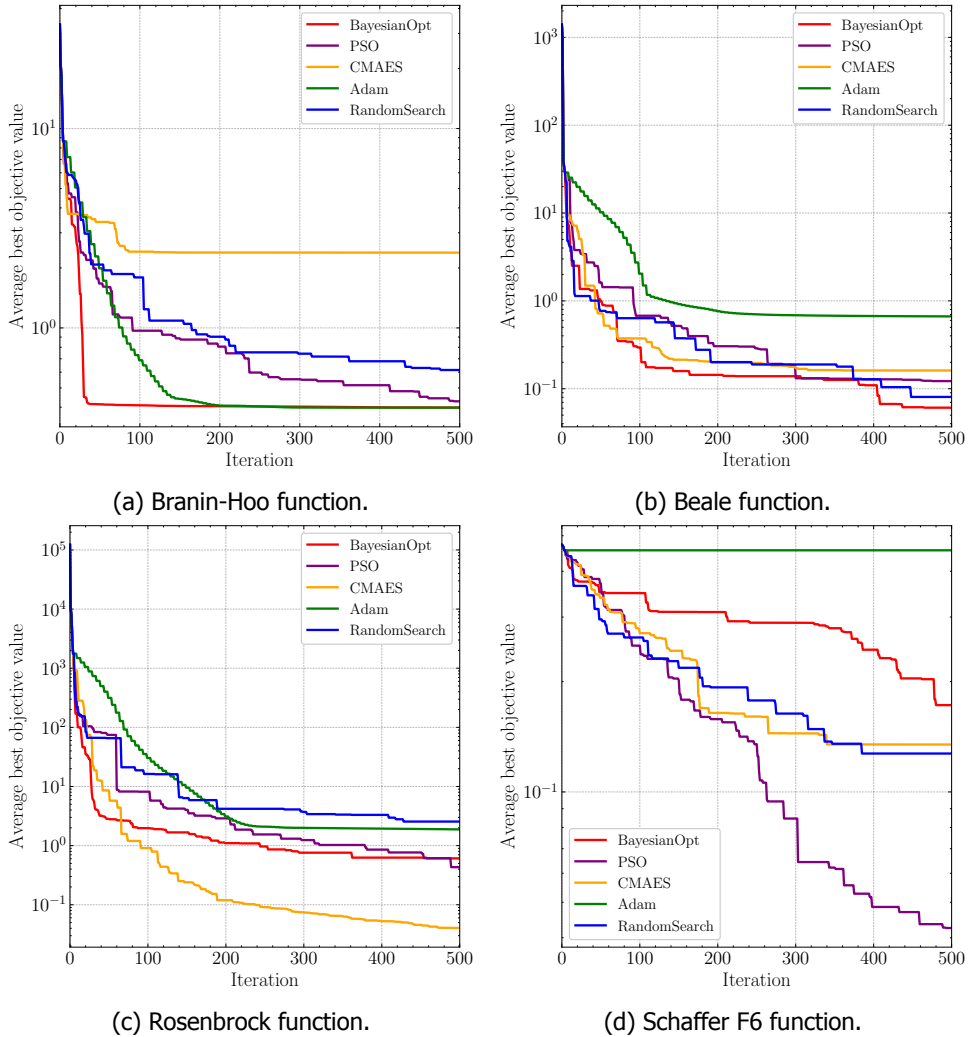 BayesianOpt
PSO
CMAES
Adam
RandomSearch
10^1
10^0
Average best objective value
0 100 200 300 400 500
Iteration
(a) Branin-Hoo function.
BayesianOpt
PSO
CMAES
Adam
RandomSearch
10^3
10^2
10^1
10^0
10^−1
Average best objective value
0 100 200 300 400 500
Iteration
(b) Beale function.
BayesianOpt
PSO
CMAES
Adam
RandomSearch
10^5
10^4
10^3
10^2
10^1
10^0
10^−1
Average best objective value
0 100 200 300 400 500
Iteration
(c) Rosenbrock function.
10^−1
Average best objective value
BayesianOpt
PSO
CMAES
Adam
RandomSearch
0 100 200 300 400 500
Iteration
(d) Schaffer F6 function.